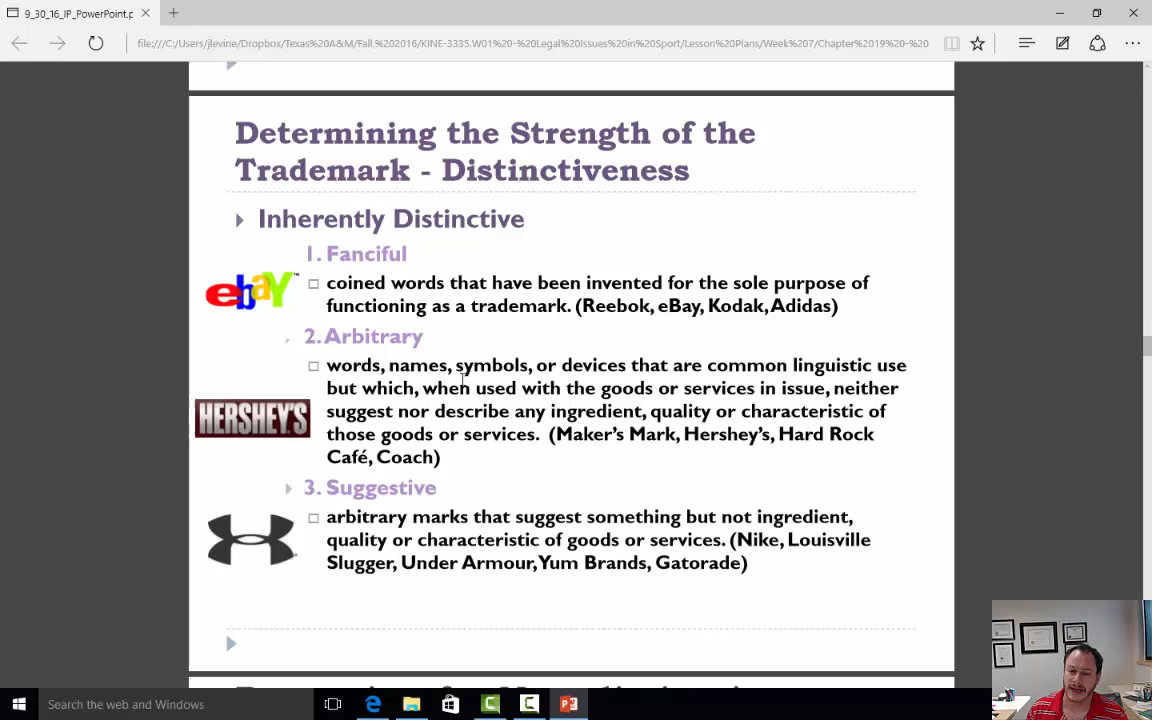 9_30_16_IP_PowerPoint.p
file:///C:/Users/jlevine/Dropbox/Texas%20A&M/Fall,%202016/KINE-3335.W01%20-%20Legal%20Issues%20in%20Sport/Lesson%20Plans/Week%207/Chapter%2019%20-%20
Determining the Strength of the
Trademark - Distinctiveness
Inherently Distinctive
1. Fanciful
ebaY™
coined words that have been invented for the sole purpose of
functioning as a trademark. (Reebok, eBay, Kodak, Adidas)
2. Arbitrary
words, names, symbols, or devices that are common linguistic use
but which, when used with the goods or services in issue, neither
HERSHEY'S
suggest nor describe any ingredient, quality or characteristic of
those goods or services. (Maker's Mark, Hershey's, Hard Rock
Café, Coach)
3. Suggestive
arbitrary marks that suggest something but not ingredient,
quality or characteristic of goods or services. (Nike, Louisville
Slugger, Under Armour, Yum Brands, Gatorade)
Search the web and Windows